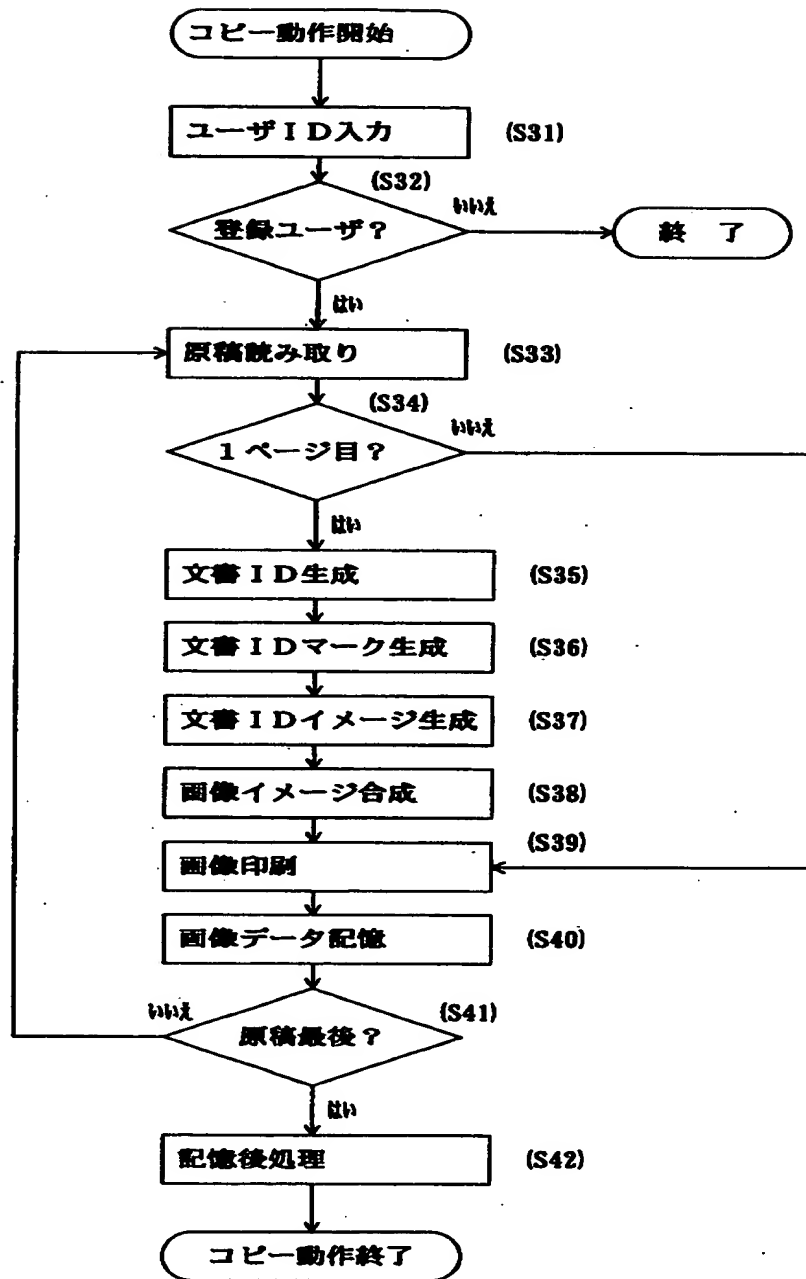 コピー動作開始
ユーザID入力 (S31)
(S32)
登録ユーザ? いいえ 終 了
はい
原稿読み取り (S33)
(S34)
1ページ目? いいえ
はい
文書ID生成 (S35)
文書IDマーク生成 (S36)
文書IDイメージ生成 (S37)
画像イメージ合成 (S38)
画像印刷 (S39)
画像データ記憶 (S40)
いいえ 原稿最後? (S41)
はい
記憶後処理 (S42)
コピー動作終了